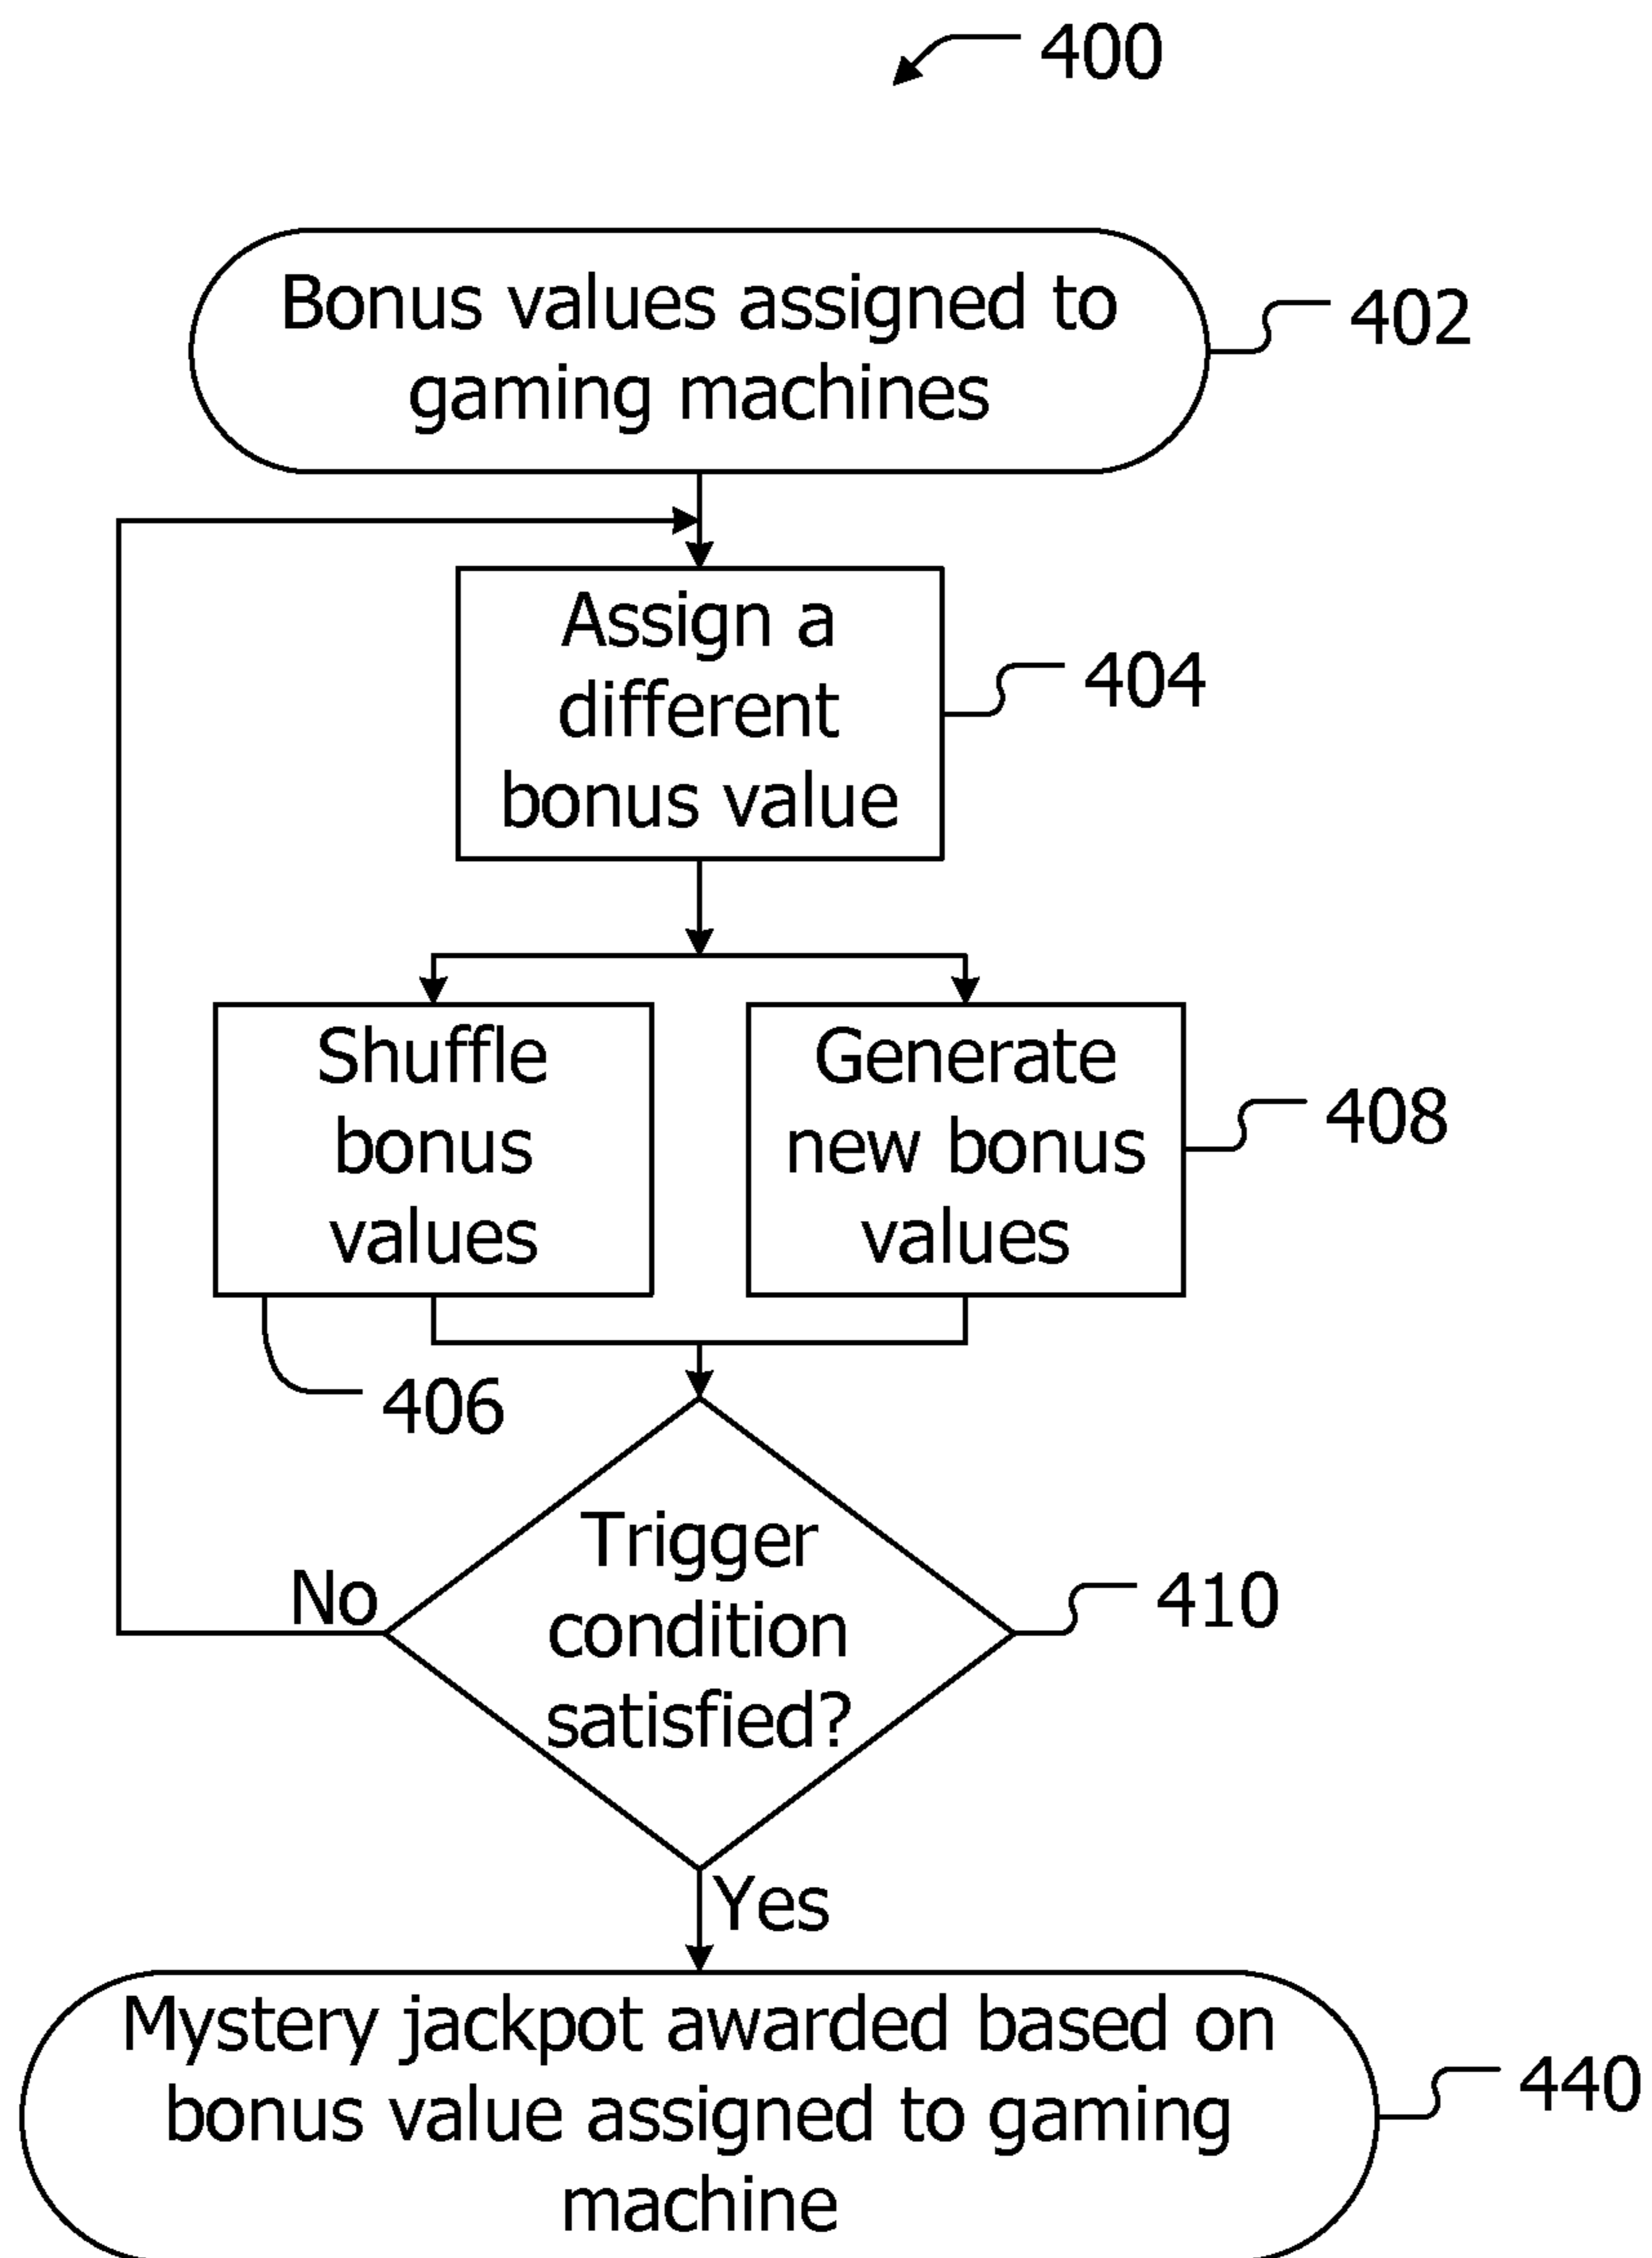 400
Bonus values assigned to
gaming machines
402
Assign a
different
bonus value
404
Shuffle
bonus
values
406
Generate
new bonus
values
408
Trigger
condition
satisfied?
410
No
Yes
Mystery jackpot awarded based on
bonus value assigned to gaming
machine
440